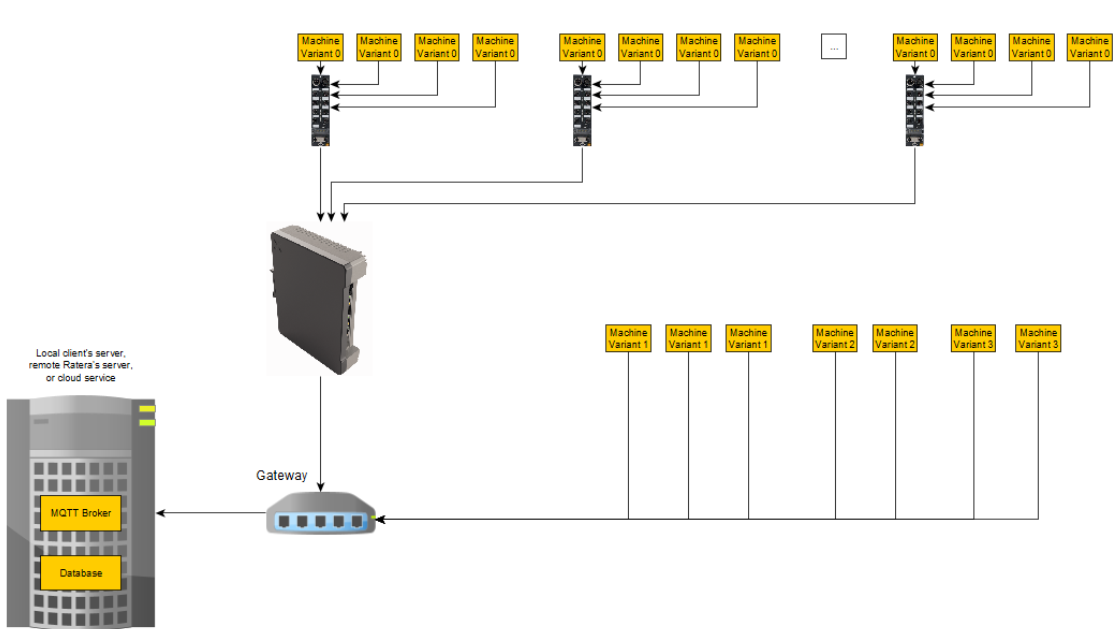 Machine
Variant 0
Machine
Variant 0
Machine
Variant 0
Machine
Variant 0
Machine
Variant 0
Machine
Variant 0
Machine
Variant 0
Machine
Variant 0
...
Machine
Variant 0
Machine
Variant 0
Machine
Variant 0
Machine
Variant 0
Machine
Variant 1
Machine
Variant 1
Machine
Variant 1
Machine
Variant 2
Machine
Variant 2
Machine
Variant 3
Machine
Variant 3
Local client's server,
remote Ratera's server,
or cloud service
Gateway
MQTT Broker
Database